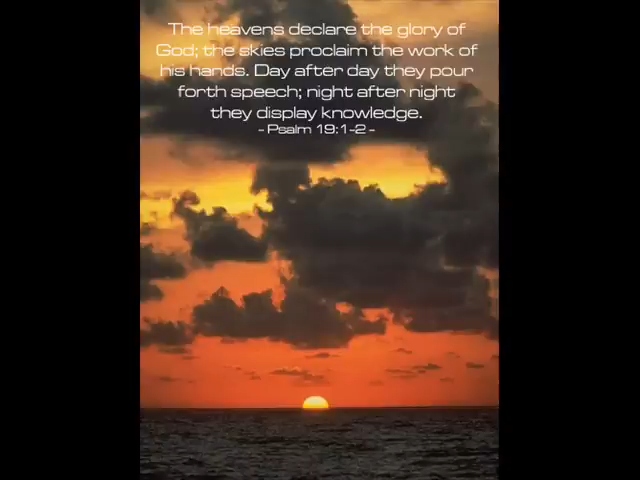 The heavens declare the glory of
God; the skies proclaim the work of
his hands. Day after day they pour
forth speech; night after night
they display knowledge.
- Psalm 19:1-2 -